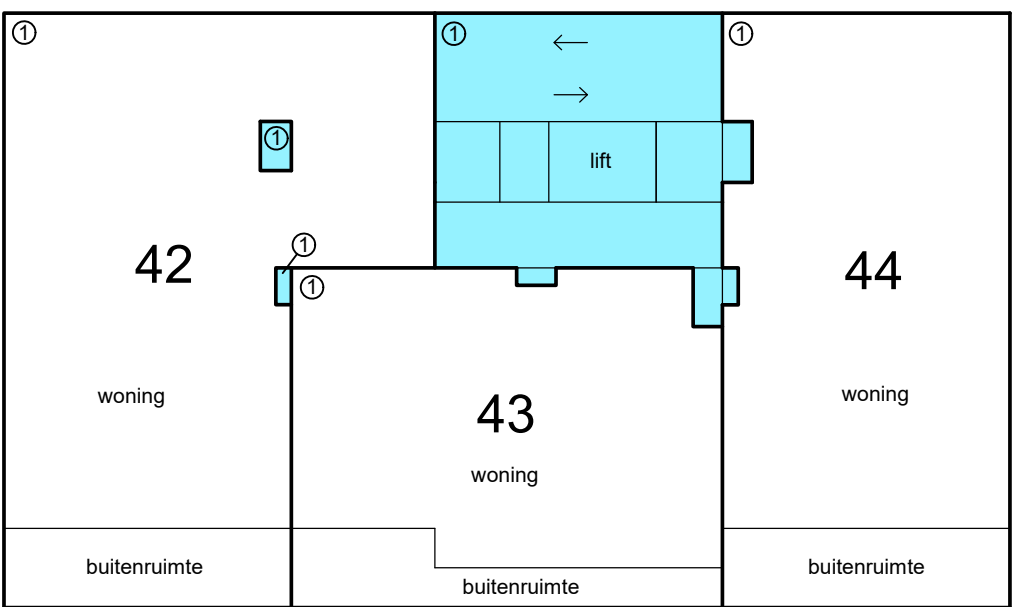 ①
①
①
①
lift
①
42
44
①
woning
woning
43
woning
buitenruimte
buitenruimte
buitenruimte